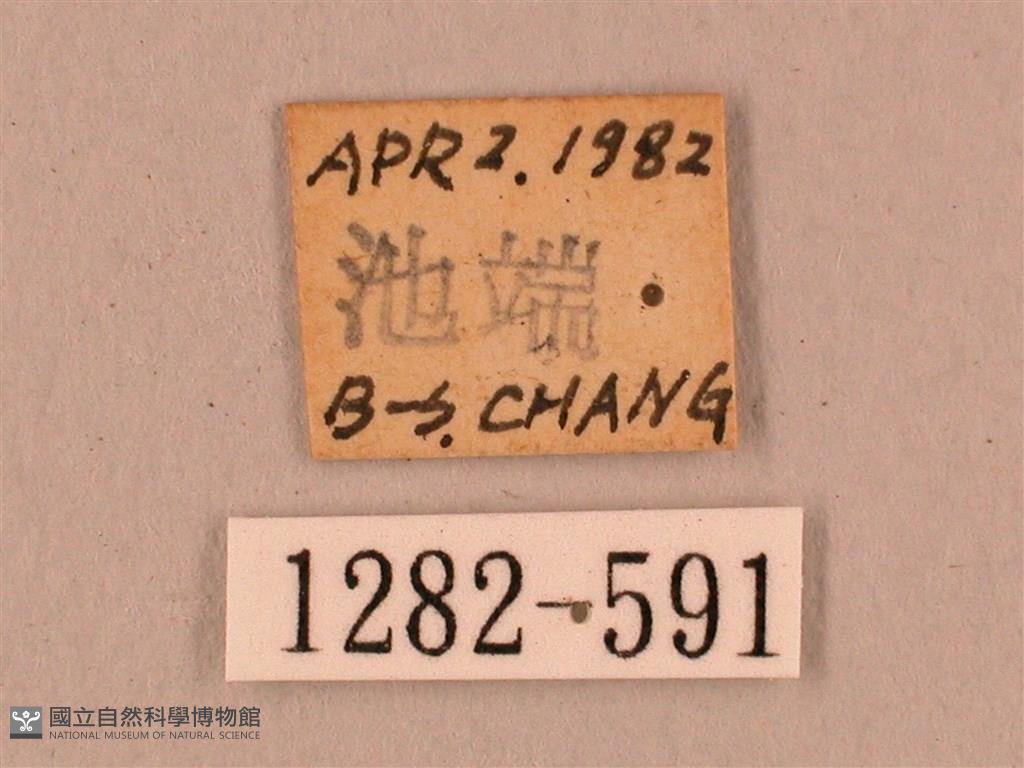 APR 2. 1982
池端
B-S. CHANG
1282-591
國立自然科學博物館
NATIONAL MUSEUM OF NATURAL SCIENCE